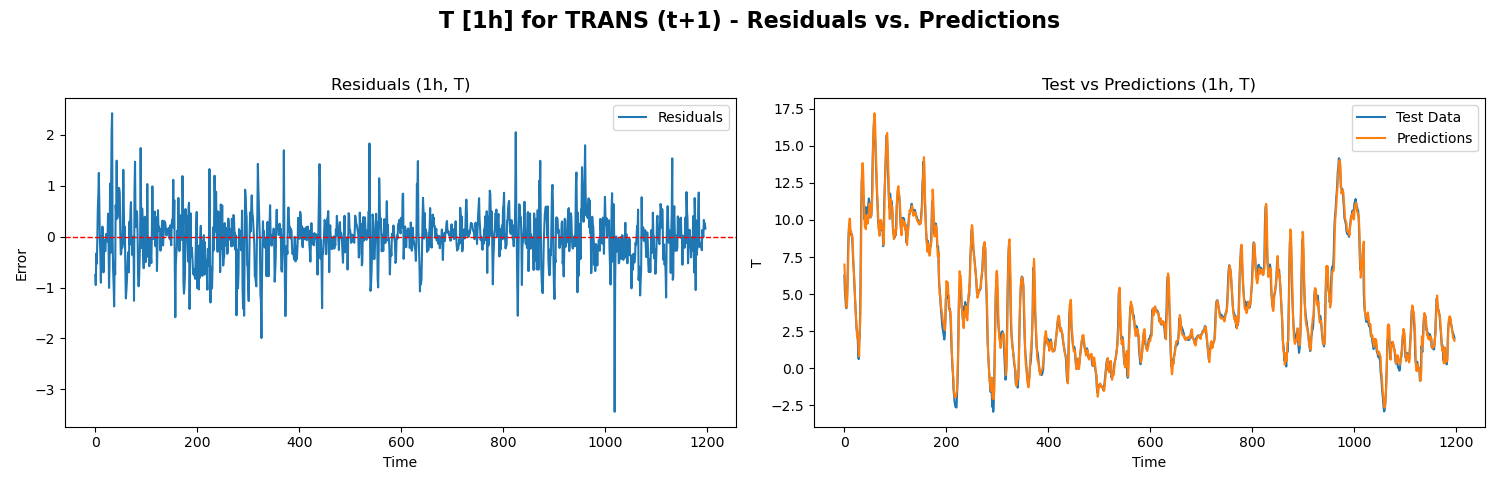 T [1h] for TRANS (t+1) - Residuals vs. Predictions
Residuals (1h, T)
Residuals
2
1
0
−1
−2
−3
Error
0
200
400
600
800
1000
1200
Time
Test vs Predictions (1h, T)
Test Data
Predictions
17.5
15.0
12.5
10.0
7.5
5.0
2.5
0.0
−2.5
T
0
200
400
600
800
1000
1200
Time